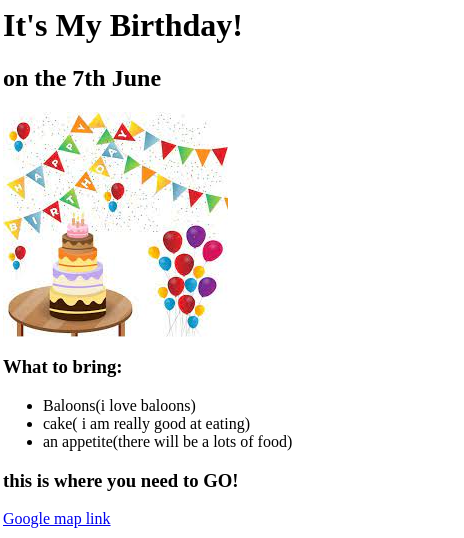 It's My Birthday!
on the 7th June
HAPPY
BIRTHDAY
What to bring:
Baloons(i love baloons)
cake( i am really good at eating)
an appetite(there will be a lots of food)
this is where you need to GO!
Google map link